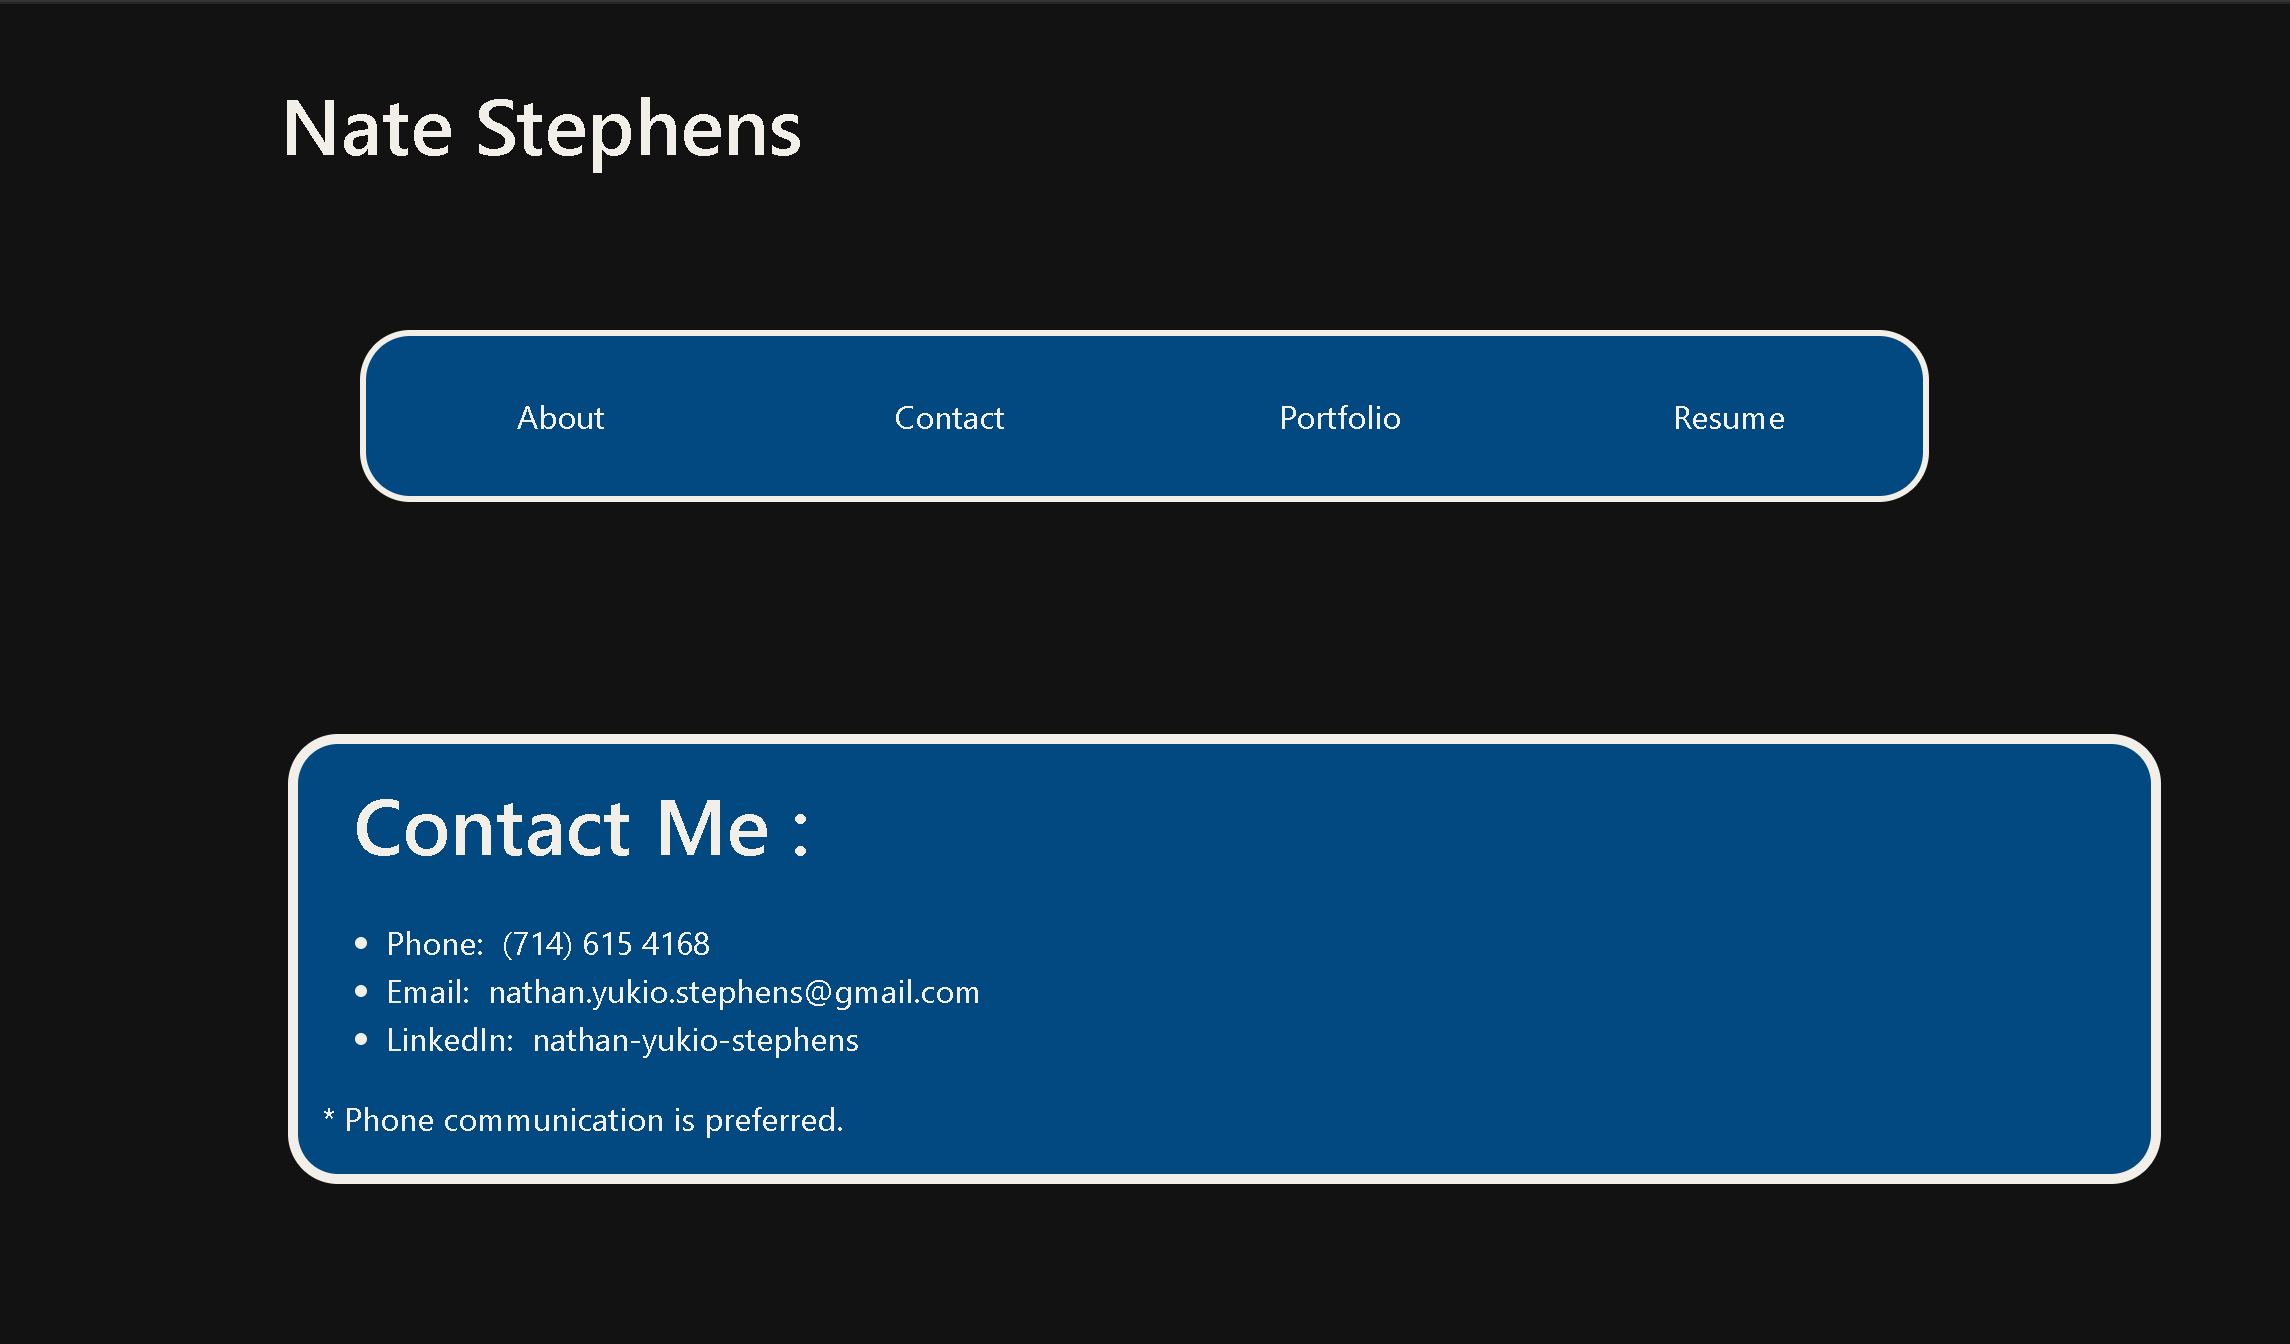 Nate Stephens
About Contact Portfolio Resume
Contact Me :
• Phone: (714) 615 4168
• Email: nathan.yukio.stephens@gmail.com
• LinkedIn: nathan-yukio-stephens
* Phone communication is preferred.